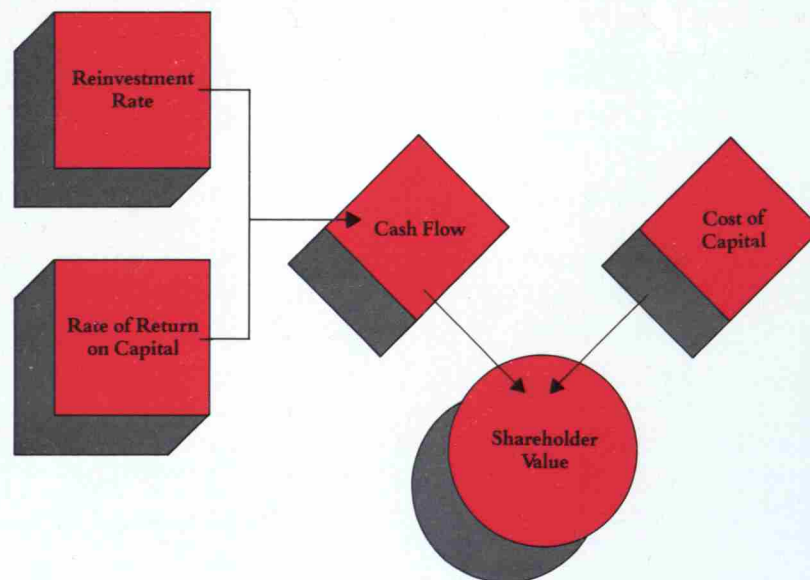 Reinvestment
Rate
Cash Flow
Cost of
Capital
Rate of Return
on Capital
Shareholder
Value